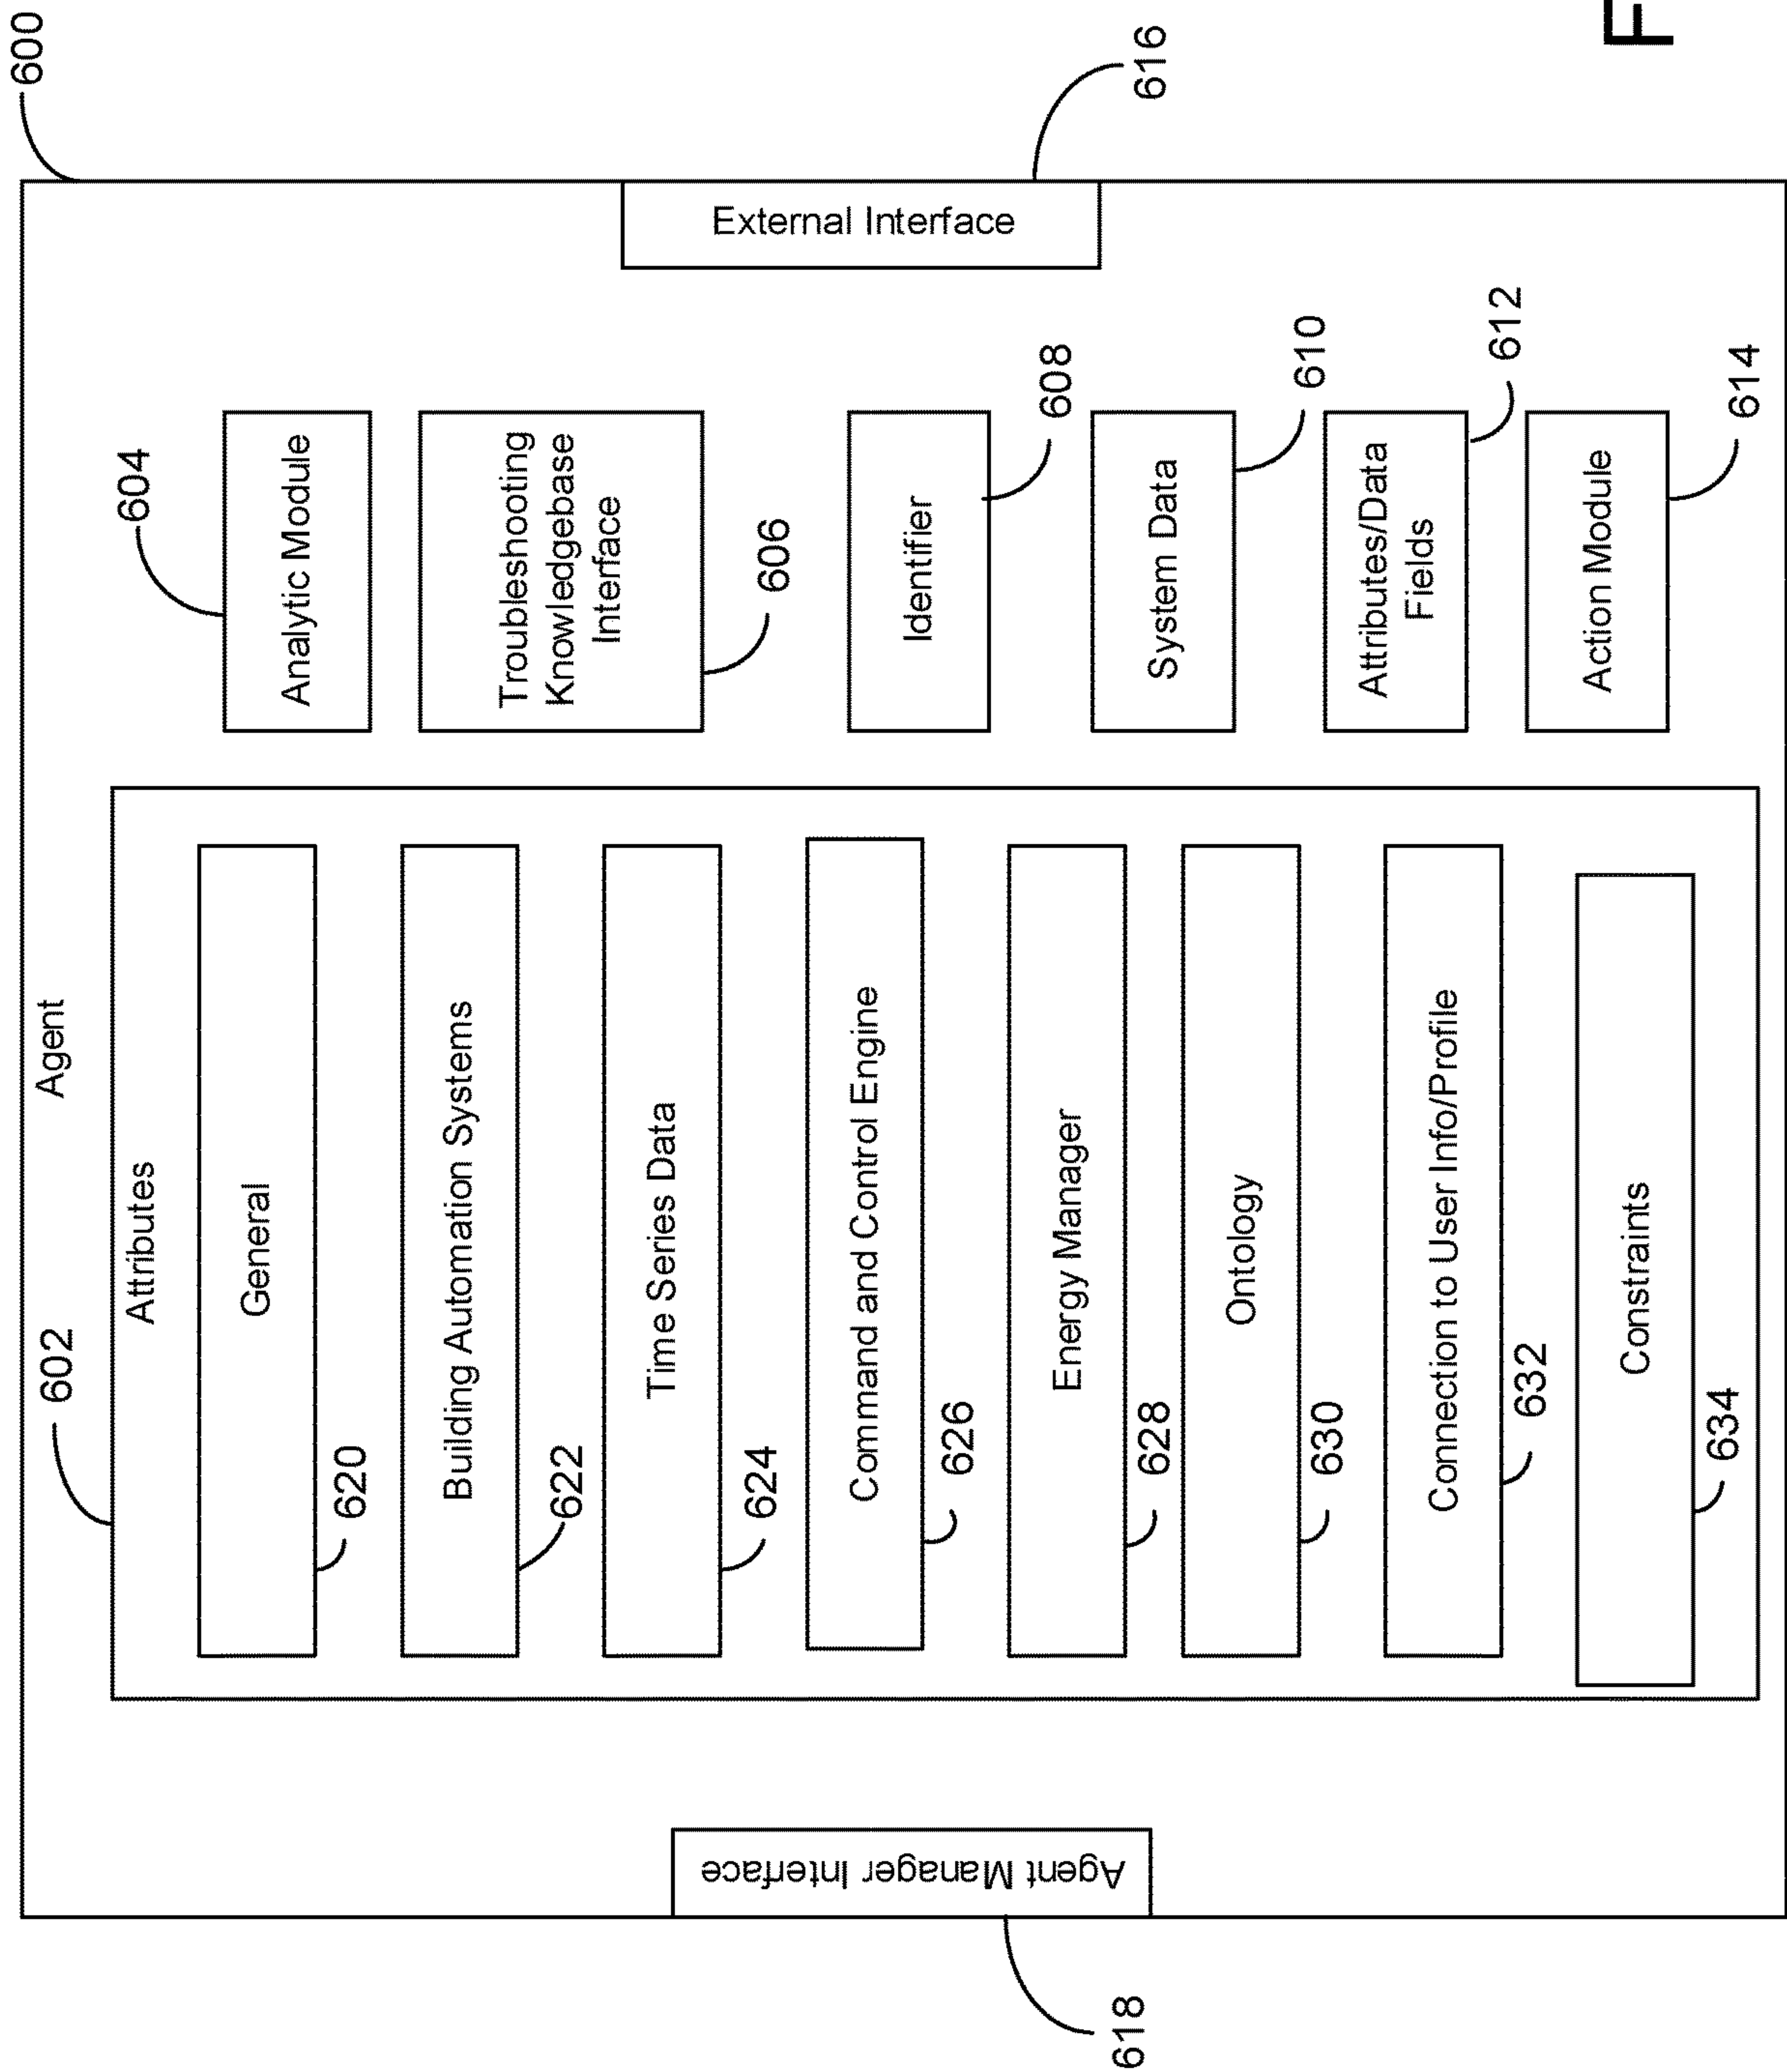 600
Agent
602
Attributes
General
620
Building Automation Systems
622
Time Series Data
624
Command and Control Engine
626
Energy Manager
628
Ontology
630
Connection to User Info/Profile
632
Constraints
634
604
Analytic Module
Troubleshooting
Knowledgebase
Interface
606
Identifier
608
System Data
610
Attributes/Data
Fields
612
Action Module
614
External Interface
616
Agent Manager Interface
618
F